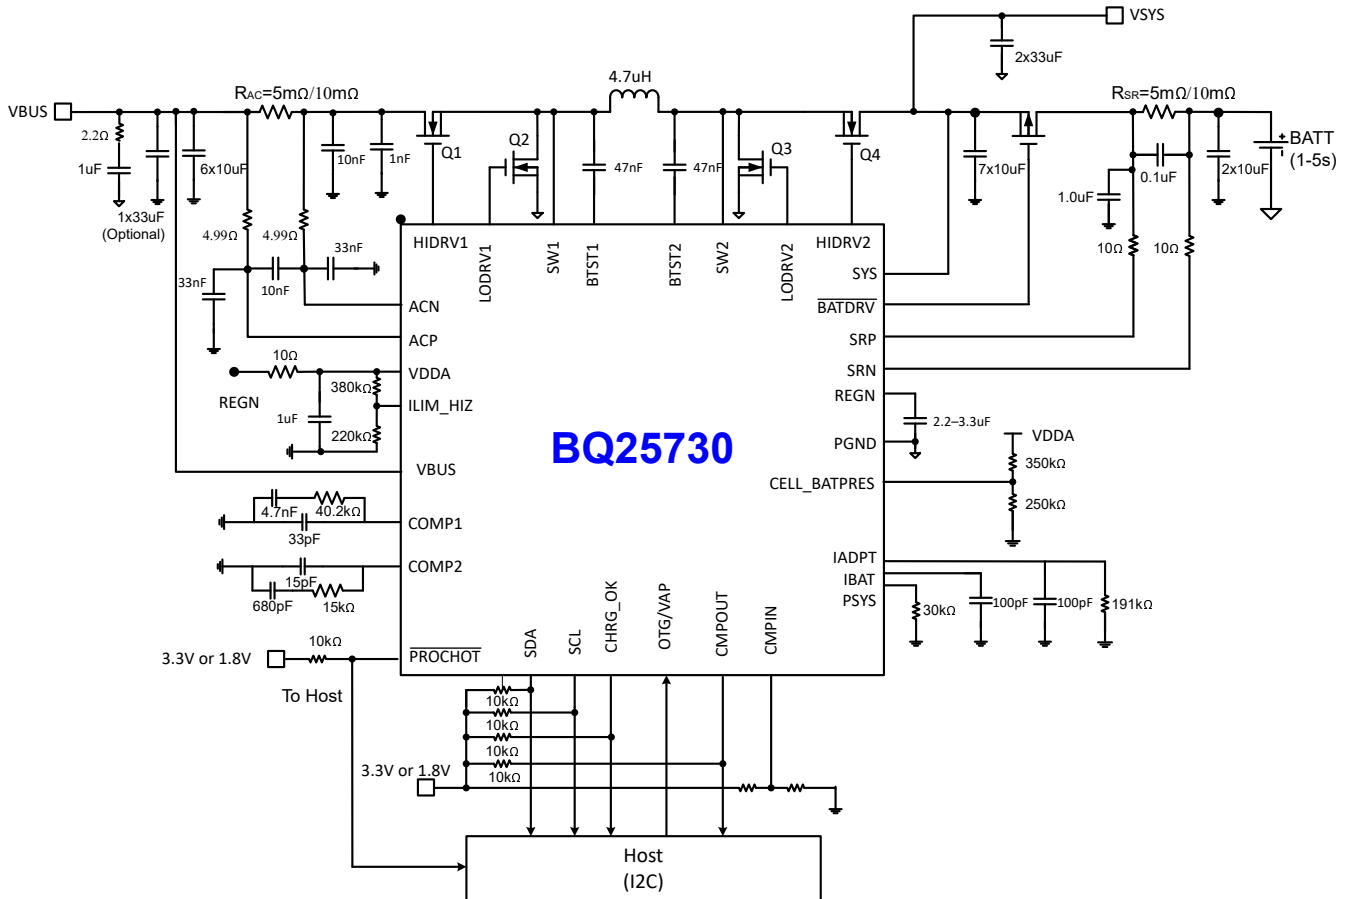 VSYS
2x33uF
4.7uH
VBUS
RAC=5mΩ/10mΩ
RSR=5mΩ/10mΩ
2.2Ω
1uF
6x10uF
10nF
1nF
Q1
Q2
47nF
47nF
Q3
Q4
7x10uF
0.1uF
1.0uF
2x10uF
+
BATT
(1-5s)
1x33uF
(Optional)
4.99Ω
4.99Ω
33nF
10nF
33nF
10Ω
10Ω
HIDRV1
LODRV1
SW1
BTST1
BTST2
SW2
LODRV2
HIDRV2
SYS
BATDRV
SRP
SRN
REGN
PGND
CELL_BATPRES
IADPT
IBAT
PSYS
ACN
ACP
VDDA
ILIM_HIZ
VBUS
COMP1
COMP2
PROCHOT
10Ω
REGN
380kΩ
1uF
220kΩ
BQ25730
2.2–3.3uF
VDDA
350kΩ
250kΩ
4.7nF
40.2kΩ
33pF
15pF
680pF
15kΩ
30kΩ
100pF
100pF
191kΩ
SDA
SCL
CHRG_OK
OTG/VAP
CMPOUT
CMPIN
10kΩ
3.3V or 1.8V
To Host
10kΩ
10kΩ
10kΩ
10kΩ
3.3V or 1.8V
Host
(I2C)